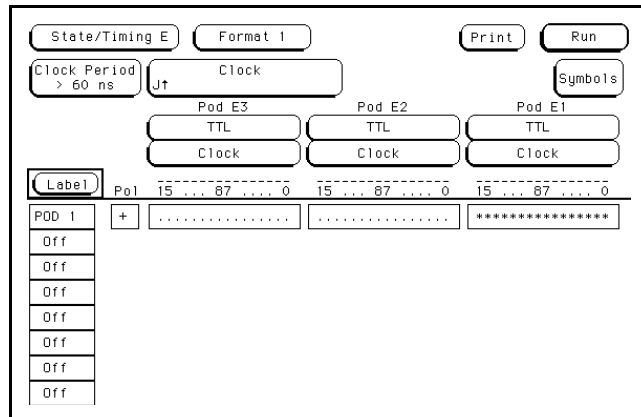 State/Timing E Format 1 Print Run
Clock Period > 60 ns Clock J↑ Symbols
Pod E3 Pod E2 Pod E1
TTL TTL TTL
Clock Clock Clock
Label Pol 15 ... 87 .... 0 15 ... 87 .... 0 15 ... 87 .... 0
POD 1 + ................ ................ ****************
Off
Off
Off
Off
Off
Off
Off